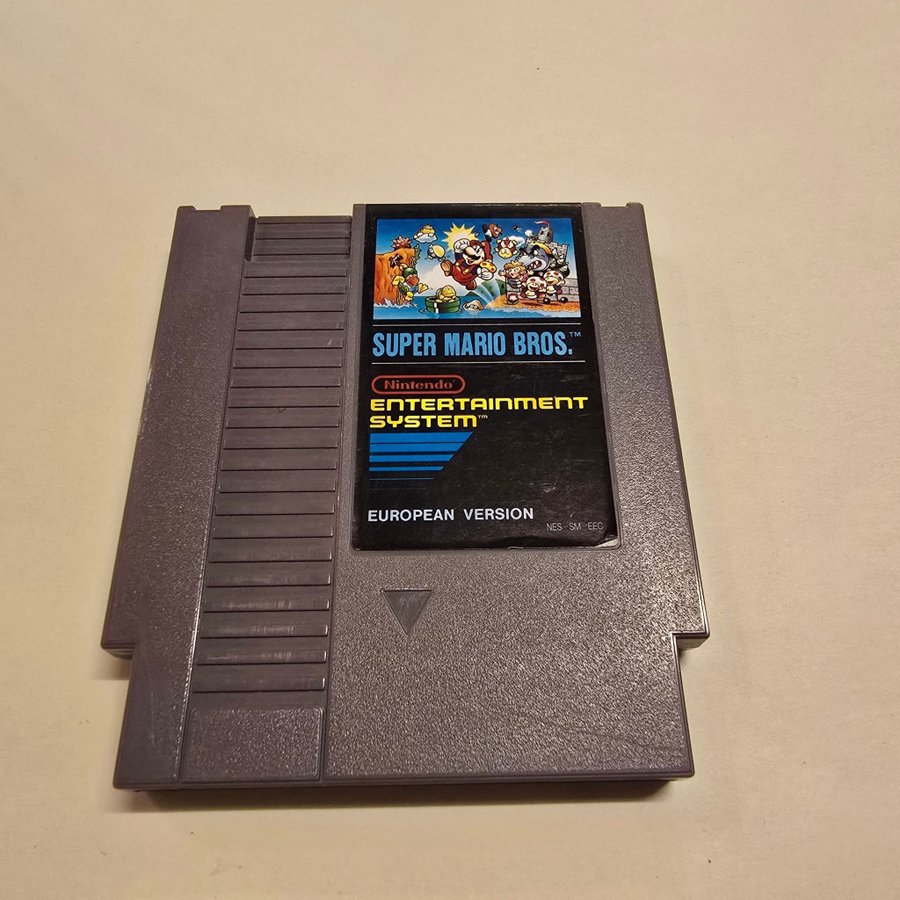 SUPER MARIO BROS.™
Nintendo®
ENTERTAINMENT
SYSTEM™
EUROPEAN VERSION
NES-SM-EEC